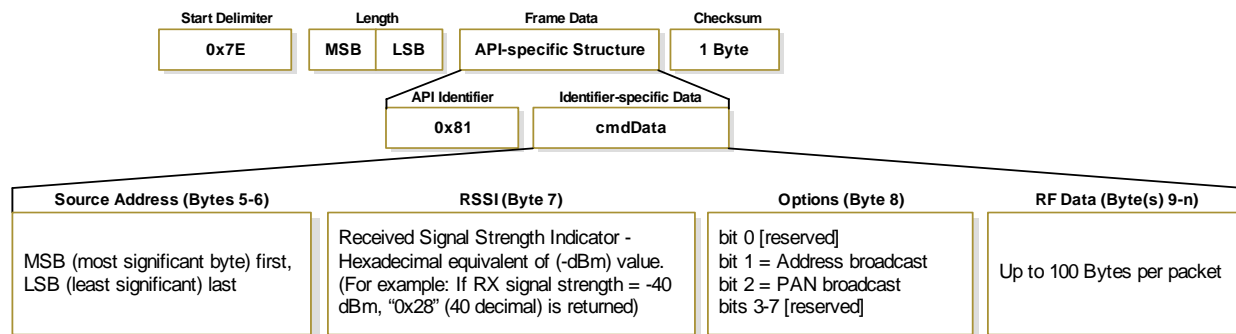 Start Delimiter
Length
Frame Data
Checksum
0x7E
MSB
LSB
API-specific Structure
1 Byte
API Identifier
Identifier-specific Data
0x81
cmdData
Source Address (Bytes 5-6)
MSB (most significant byte) first,
LSB (least significant) last
RSSI (Byte 7)
Received Signal Strength Indicator -
Hexadecimal equivalent of (-dBm) value.
(For example: If RX signal strength = -40
dBm, “0x28” (40 decimal) is returned)
Options (Byte 8)
bit 0 [reserved]
bit 1 = Address broadcast
bit 2 = PAN broadcast
bits 3-7 [reserved]
RF Data (Byte(s) 9-n)
Up to 100 Bytes per packet